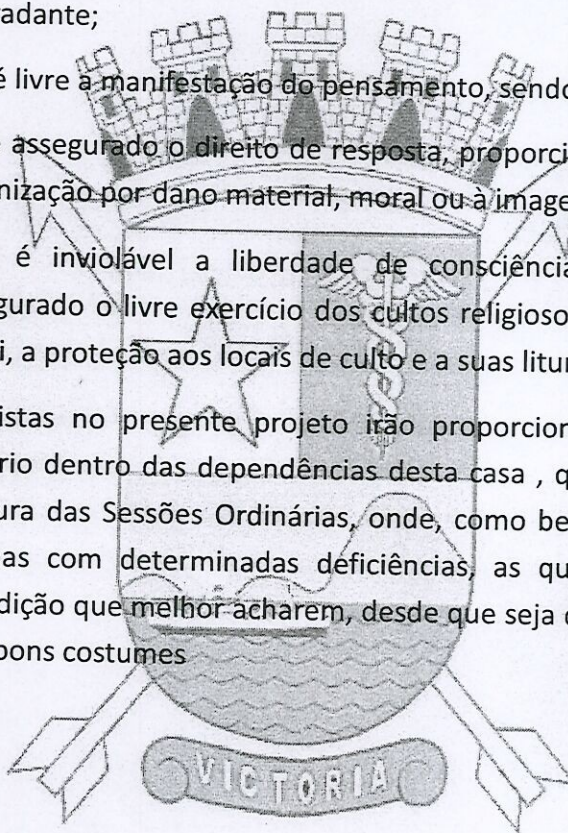 radante;
é livre a manifestação do pensamento, sendo
assegurado o direito de resposta, proporci
nização por dano material, moral ou à image
é inviolável a liberdade de consciência
gurado o livre exercício dos cultos religioso
i, a proteção aos locais de culto e a suas litur
istas no presente projeto irão proporcion
rio dentro das dependências desta casa , q
ura das Sessões Ordinárias, onde, como be
as com determinadas deficiências, as qu
dição que melhor acharem, desde que seja d
bons costumes
VICTORIA